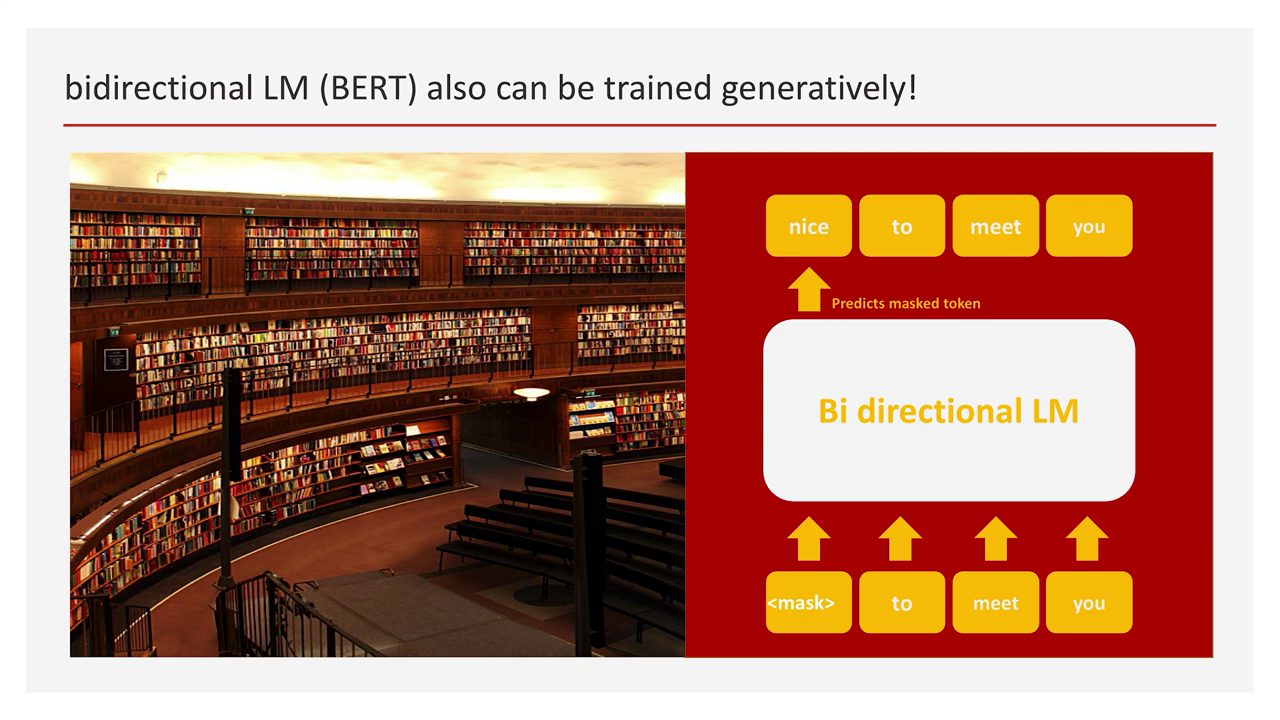 bidirectional LM (BERT) also can be trained generatively!
nice to meet you
Predicts masked token
Bi directional LM
<mask> to meet you